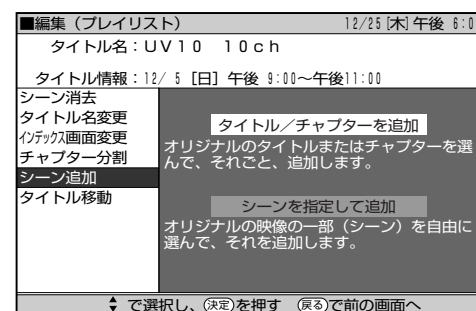 ■編集（プレイリスト） 12/25[木]午後 6:0
タイトル名：ＵＶ１０ １０ｃｈ
タイトル情報：12/ 5 [日] 午後 9:00～午後11:00
シーン消去
タイトル名変更
インデックス画面変更
チャプター分割
シーン追加
タイトル移動
タイトル／チャプターを追加
オリジナルのタイトルまたはチャプターを選
んで、それごと、追加します。
シーンを指定して追加
オリジナルの映像の一部（シーン）を自由に
選んで、それを追加します。
で選択し、決定を押す 戻るで前の画面へ